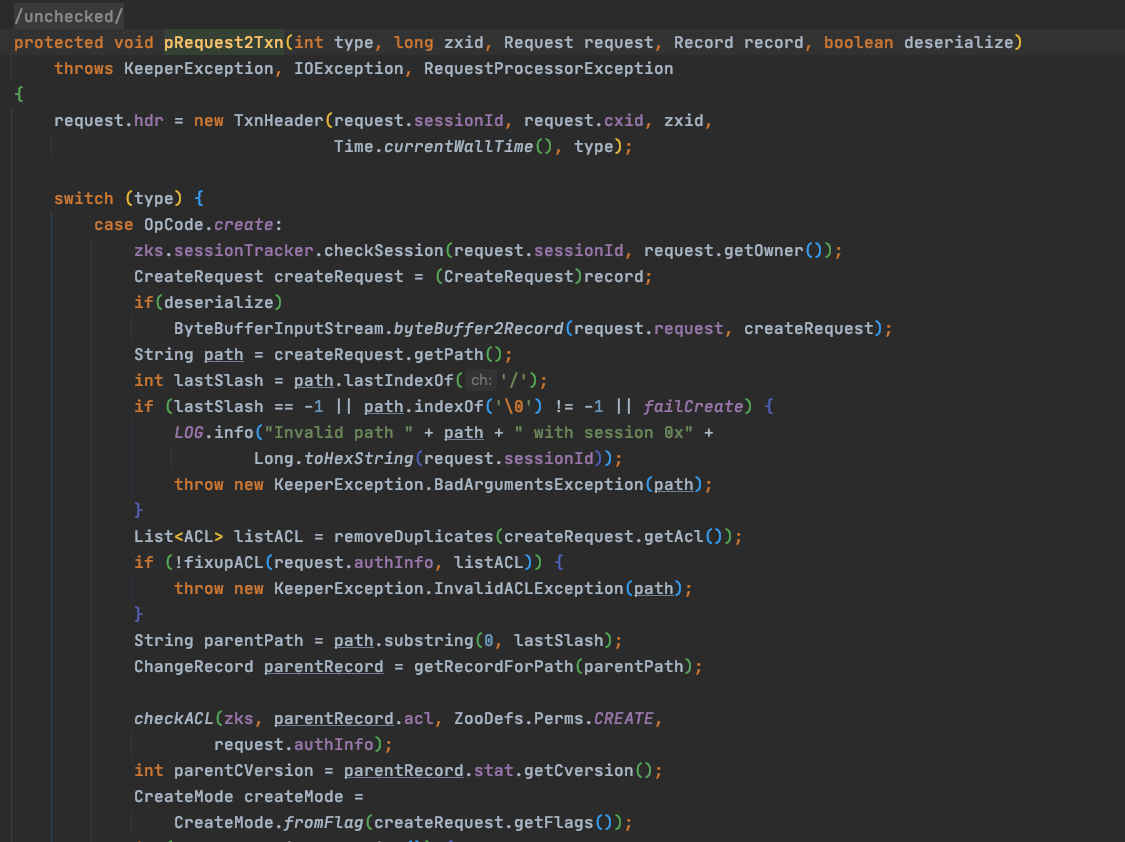 /unchecked/
protected void pRequest2Txn(int type, long zxid, Request request, Record record, boolean deserialize)
    throws KeeperException, IOException, RequestProcessorException
{
    request.hdr = new TxnHeader(request.sessionId, request.cxid, zxid,
                                Time.currentWallTime(), type);

    switch (type) {
        case OpCode.create:
            zks.sessionTracker.checkSession(request.sessionId, request.getOwner());
            CreateRequest createRequest = (CreateRequest)record;
            if(deserialize)
                ByteBufferInputStream.byteBuffer2Record(request.request, createRequest);
            String path = createRequest.getPath();
            int lastSlash = path.lastIndexOf( ch: '/');
            if (lastSlash == -1 || path.indexOf('\0') != -1 || failCreate) {
                LOG.info("Invalid path " + path + " with session 0x" +
                        Long.toHexString(request.sessionId));
                throw new KeeperException.BadArgumentsException(path);
            }
            List<ACL> listACL = removeDuplicates(createRequest.getAcl());
            if (!fixupACL(request.authInfo, listACL)) {
                throw new KeeperException.InvalidACLException(path);
            }
            String parentPath = path.substring(0, lastSlash);
            ChangeRecord parentRecord = getRecordForPath(parentPath);

            checkACL(zks, parentRecord.acl, ZooDefs.Perms.CREATE,
                    request.authInfo);
            int parentCVersion = parentRecord.stat.getCversion();
            CreateMode createMode =
                CreateMode.fromFlag(createRequest.getFlags());